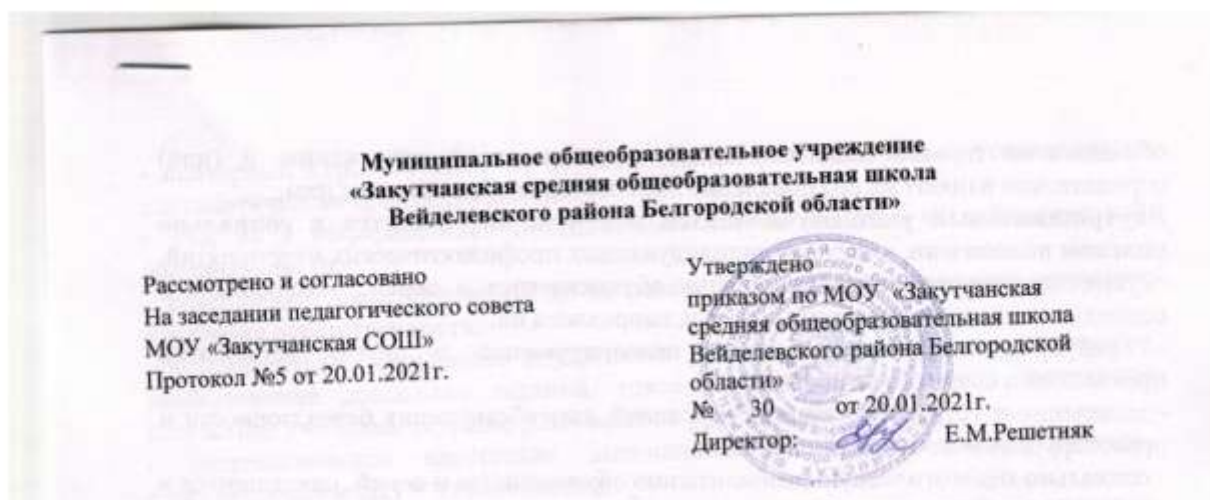 Муниципальное общеобразовательное учреждение
«Закутчанская средняя общеобразовательная школа
Вейделевского района Белгородской области»
Рассмотрено и согласовано
На заседании педагогического совета
МОУ «Закутчанская СОШ»
Протокол №5 от 20.01.2021г.
Утверждено
приказом по МОУ «Закутчанская
средняя общеобразовательная школа
Вейделевского района Белгородской
области»
№ 30 от 20.01.2021г.
Директор: Е.М.Решетняк